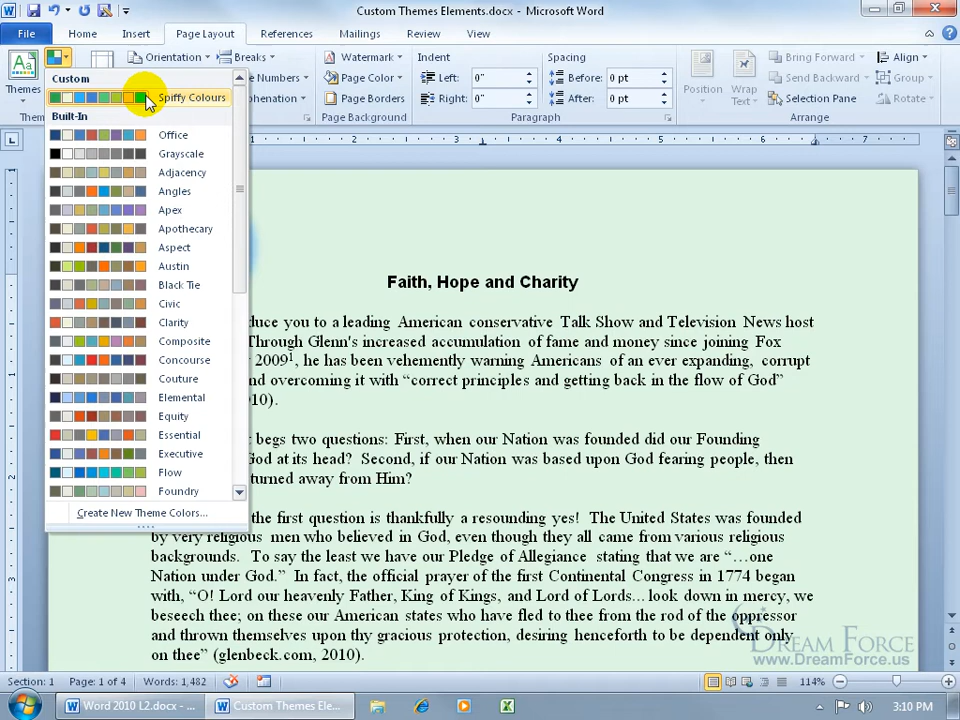 Custom Themes Elements.docx - Microsoft Word
File Home Insert Page Layout References Mailings Review View
Orientation Breaks Watermark Indent Spacing Bring Forward Align
Themes Numbers Page Color Left: 0" Before: 0 pt Position Wrap Text Send Backward Group
phenation Page Borders Right: 0" After: 0 pt Selection Pane Rotate
Them Page Background Paragraph Arrange
Custom
Spiffy Colours
Built-In
Office
Grayscale
Adjacency
Angles
Apex
Apothecary
Aspect
Austin
Black Tie
Civic
Clarity
Composite
Concourse
Couture
Elemental
Equity
Essential
Executive
Flow
Foundry
Create New Theme Colors...
1 2 3 4 5 6 7
Faith, Hope and Charity
duce you to a leading American conservative Talk Show and Television News host
Through Glenn's increased accumulation of fame and money since joining Fox
2009¹, he has been vehemently warning Americans of an ever expanding, corrupt
nd overcoming it with “correct principles and getting back in the flow of God”
010).
begs two questions: First, when our Nation was founded did our Founding
God at its head? Second, if our Nation was based upon God fearing people, then
turned away from Him?
the first question is thankfully a resounding yes! The United States was founded
by very religious men who believed in God, even though they all came from various religious
backgrounds. To say the least we have our Pledge of Allegiance stating that we are “…one
Nation under God.” In fact, the official prayer of the first Continental Congress in 1774 began
with, “O! Lord our heavenly Father, King of Kings, and Lord of Lords... look down in mercy, we
beseech thee; on these our American states who have fled to thee from the rod of the oppressor
and thrown themselves upon thy gracious protection, desiring henceforth to be dependent only
on thee” (glenbeck.com, 2010).
DREAM FORCE
www.DreamForce.us
Section: 1 Page: 1 of 4 Words: 1,482 114%
Word 2010 L2.docx - ... Custom Themes Ele... 3:10 PM